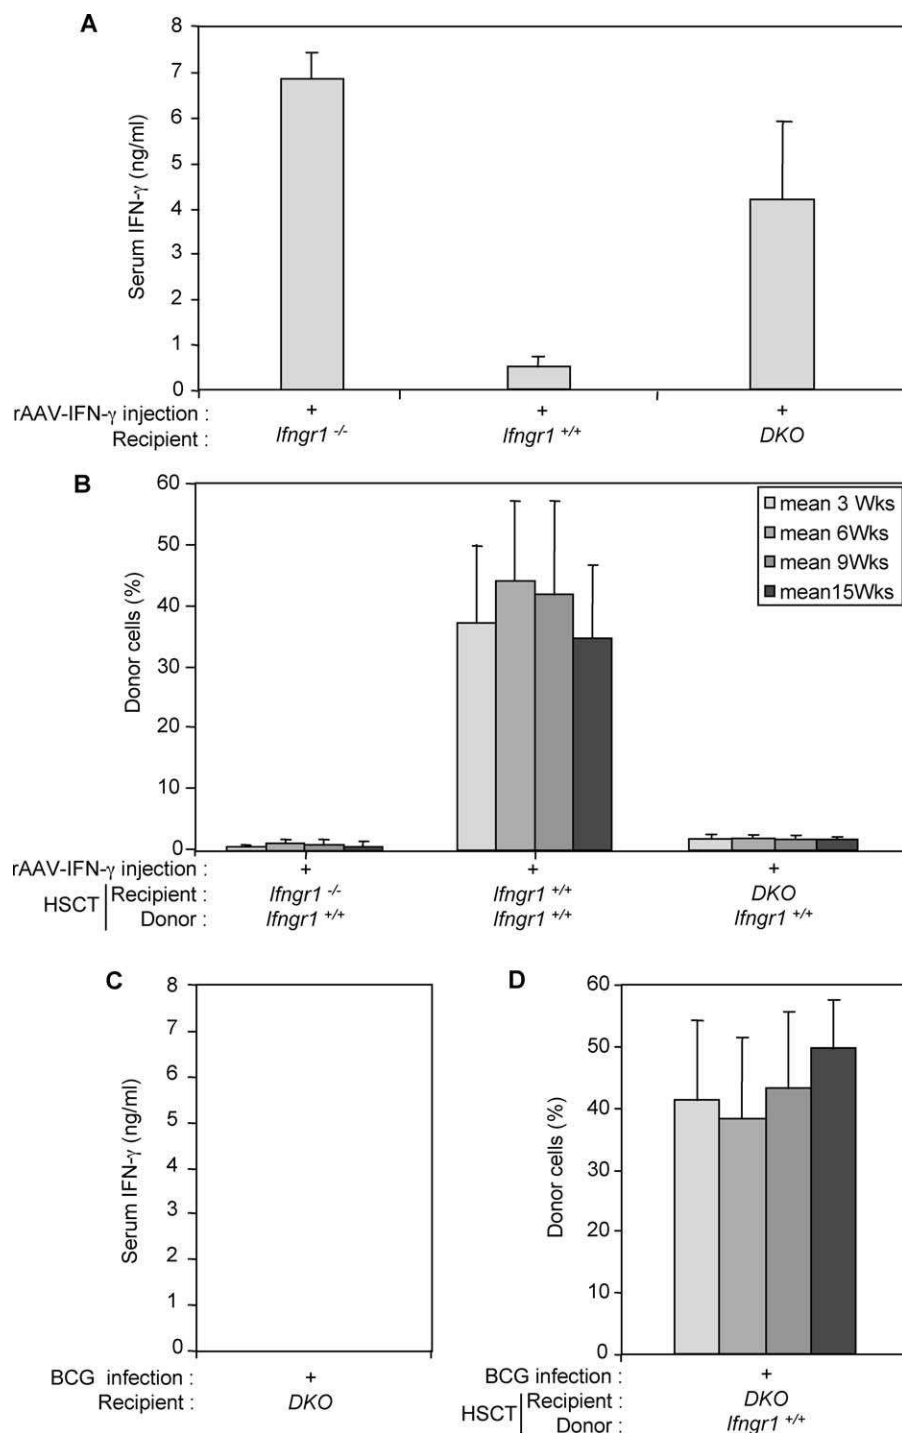 A
Serum IFN-γ (ng/ml)
8
7
6
5
4
3
2
1
0
rAAV-IFN-γ injection : + + +
Recipient : Ifngr1 -/- Ifngr1 +/+ DKO
B
Donor cells (%)
60
50
40
30
20
10
0
mean 3 Wks
mean 6Wks
mean 9Wks
mean15Wks
rAAV-IFN-γ injection : + + +
HSCT Recipient : Ifngr1 -/- Ifngr1 +/+ DKO
Donor : Ifngr1 +/+ Ifngr1 +/+ Ifngr1 +/+
C
Serum IFN-γ (ng/ml)
8
7
6
5
4
3
2
1
0
BCG infection : +
Recipient : DKO
D
Donor cells (%)
60
50
40
30
20
10
0
BCG infection : +
HSCT Recipient : DKO
Donor : Ifngr1 +/+